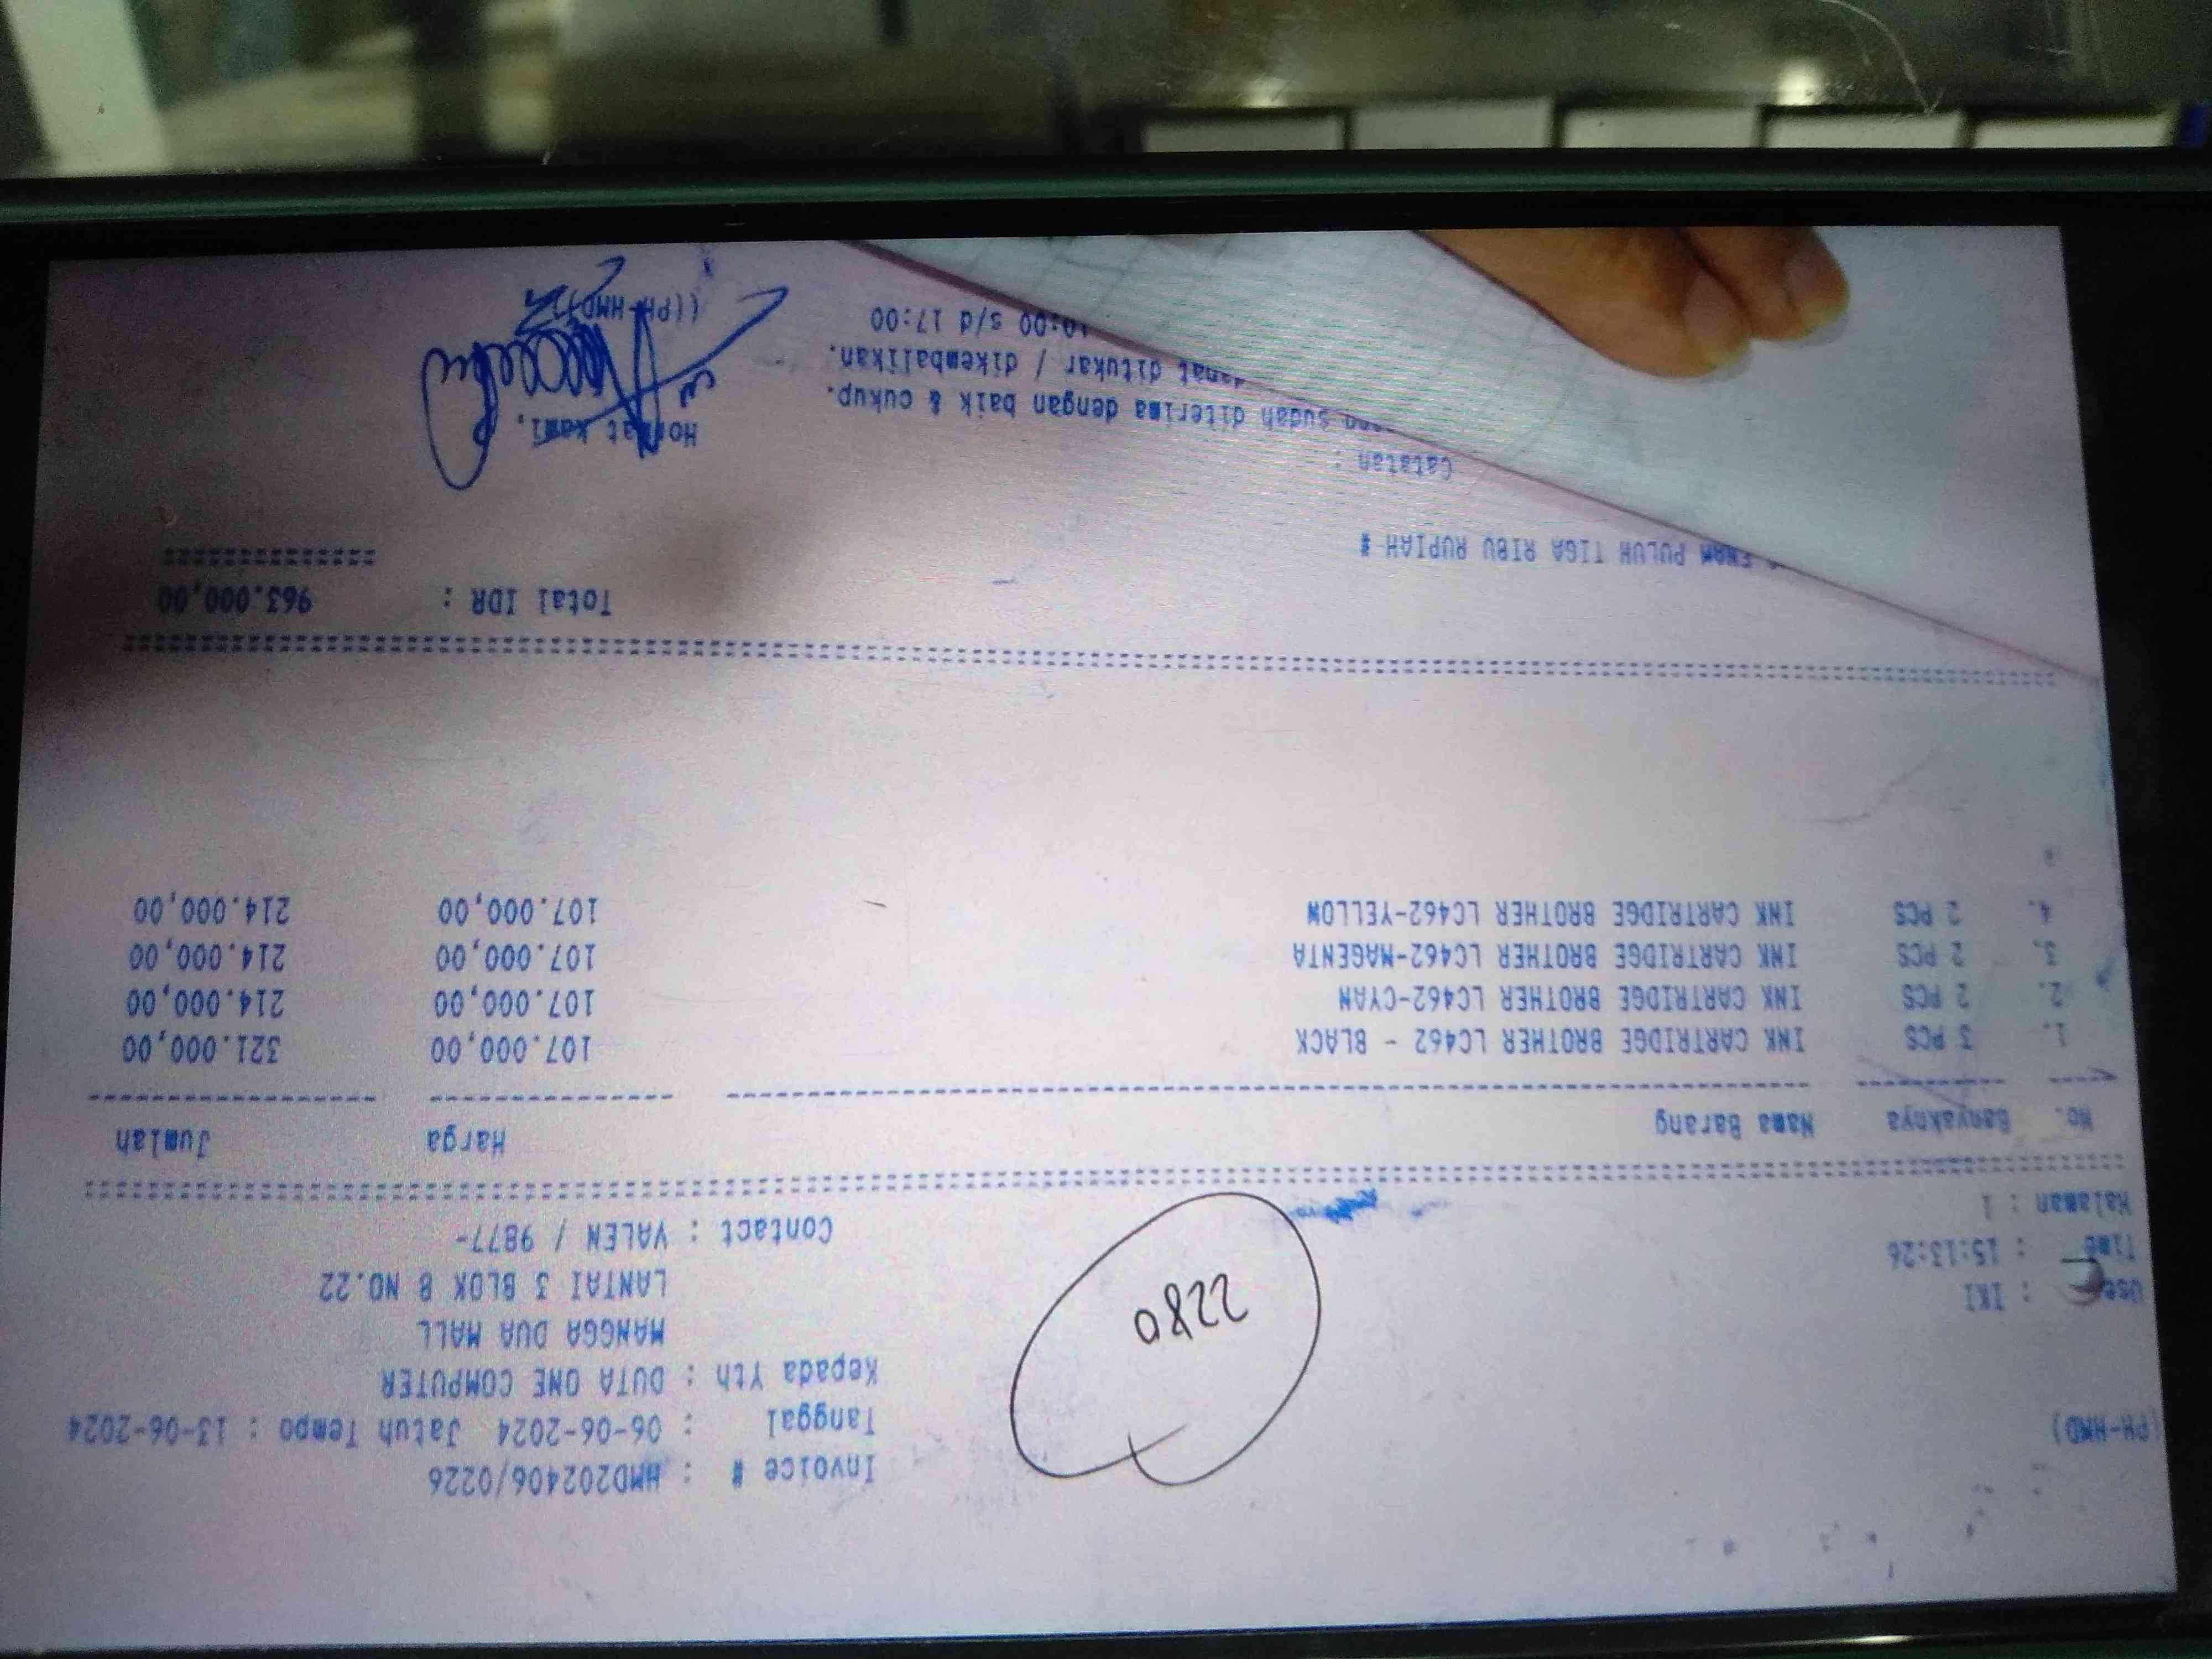 (PH-HMD)
Invoice # : HMD202406/0226
Tanggal : 06-06-2024 Jatuh Tempo : 13-06-2024
Kepada Yth : DUTA ONE COMPUTER
MANGGA DUA MALL
LANTAI 3 BLOK B NO.22
Contact : VALEN / 9877-
User : IKI
Time : 15:13:26
Halaman : 1
No. Banyaknya Nama Barang Harga Jumlah
1. 3 PCS INK CARTRIDGE BROTHER LC462 - BLACK 107.000,00 321.000,00
2. 2 PCS INK CARTRIDGE BROTHER LC462-CYAN 107.000,00 214.000,00
3. 2 PCS INK CARTRIDGE BROTHER LC462-MAGENTA 107.000,00 214.000,00
4. 2 PCS INK CARTRIDGE BROTHER LC462-YELLOW 107.000,00 214.000,00
Total IDR : 963.000,00
ENAM PULUH TIGA RIBU RUPIAH #
Catatan :
sudah diterima dengan baik & cukup.
dapat ditukar / dikembalikan.
10:00 s/d 17:00
Hormat kami,
((PH-HMD))